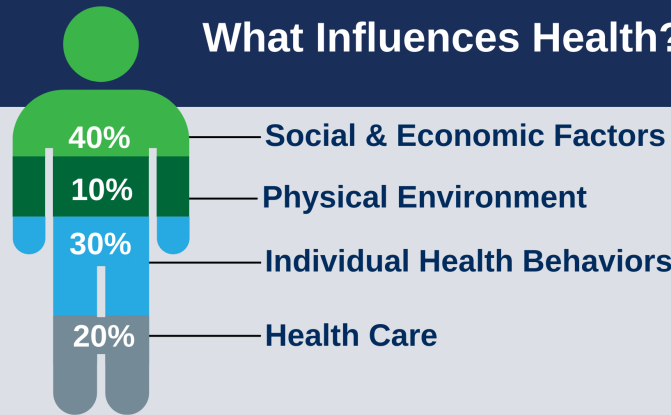 What Influences Health?
40% Social & Economic Factors
10% Physical Environment
30% Individual Health Behaviors
20% Health Care